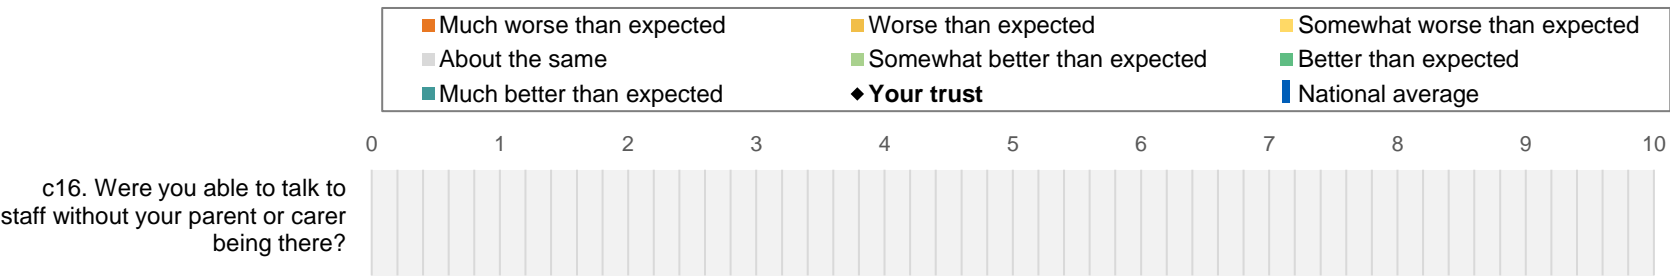 Much worse than expected Worse than expected Somewhat worse than expected
About the same Somewhat better than expected Better than expected
Much better than expected Your trust National average
0 1 2 3 4 5 6 7 8 9 10
c16. Were you able to talk to
staff without your parent or carer
being there?